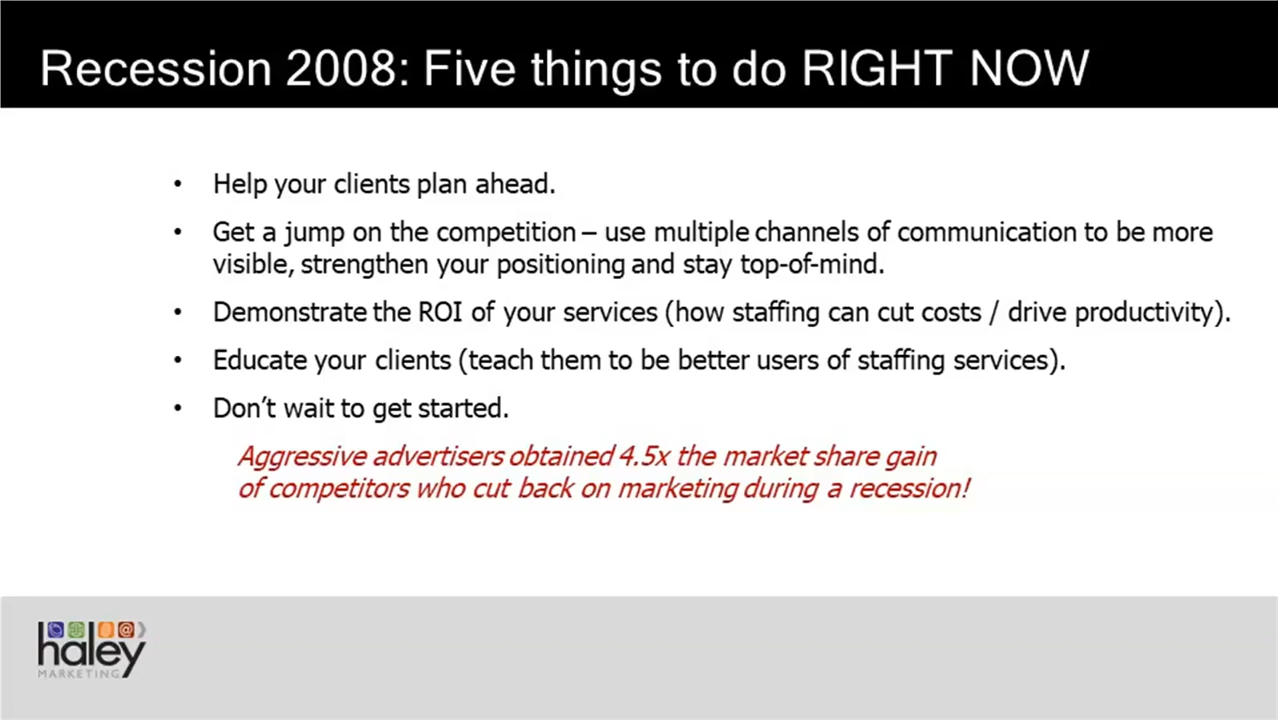 Recession 2008: Five things to do RIGHT NOW
• Help your clients plan ahead.
• Get a jump on the competition – use multiple channels of communication to be more
visible, strengthen your positioning and stay top-of-mind.
• Demonstrate the ROI of your services (how staffing can cut costs / drive productivity).
• Educate your clients (teach them to be better users of staffing services).
• Don’t wait to get started.
Aggressive advertisers obtained 4.5x the market share gain
of competitors who cut back on marketing during a recession!
haley
MARKETING